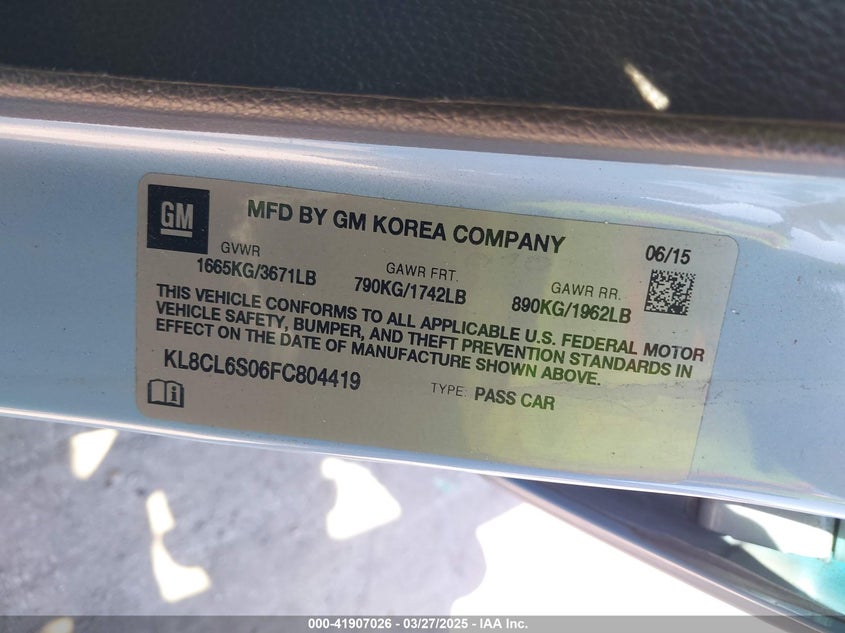 GM
MFD BY GM KOREA COMPANY
06/15
GVWR
1665KG/3671LB
GAWR FRT.
790KG/1742LB
GAWR RR.
890KG/1962LB
THIS VEHICLE CONFORMS TO ALL APPLICABLE U.S. FEDERAL MOTOR
VEHICLE SAFETY, BUMPER, AND THEFT PREVENTION STANDARDS IN
EFFECT ON THE DATE OF MANUFACTURE SHOWN ABOVE.
KL8CL6S06FC804419
TYPE: PASS CAR
000-41907026 - 03/27/2025 - IAA Inc.